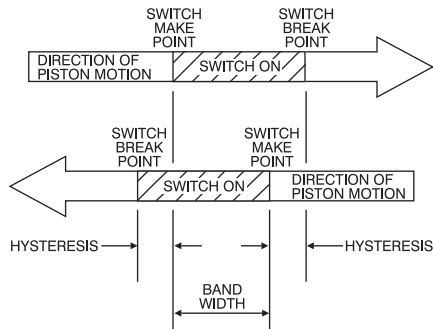 SWITCH
MAKE
POINT
SWITCH
BREAK
POINT
DIRECTION OF
PISTON MOTION
SWITCH ON
SWITCH
BREAK
POINT
SWITCH
MAKE
POINT
SWITCH ON
DIRECTION OF
PISTON MOTION
HYSTERESIS
HYSTERESIS
BAND
WIDTH